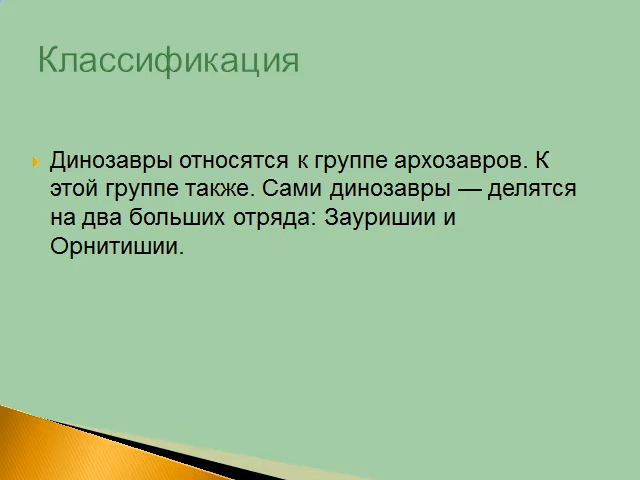 Классификация
Динозавры относятся к группе архозавров. К
этой группе также. Сами динозавры — делятся
на два больших отряда: Зауришии и
Орнитишии.